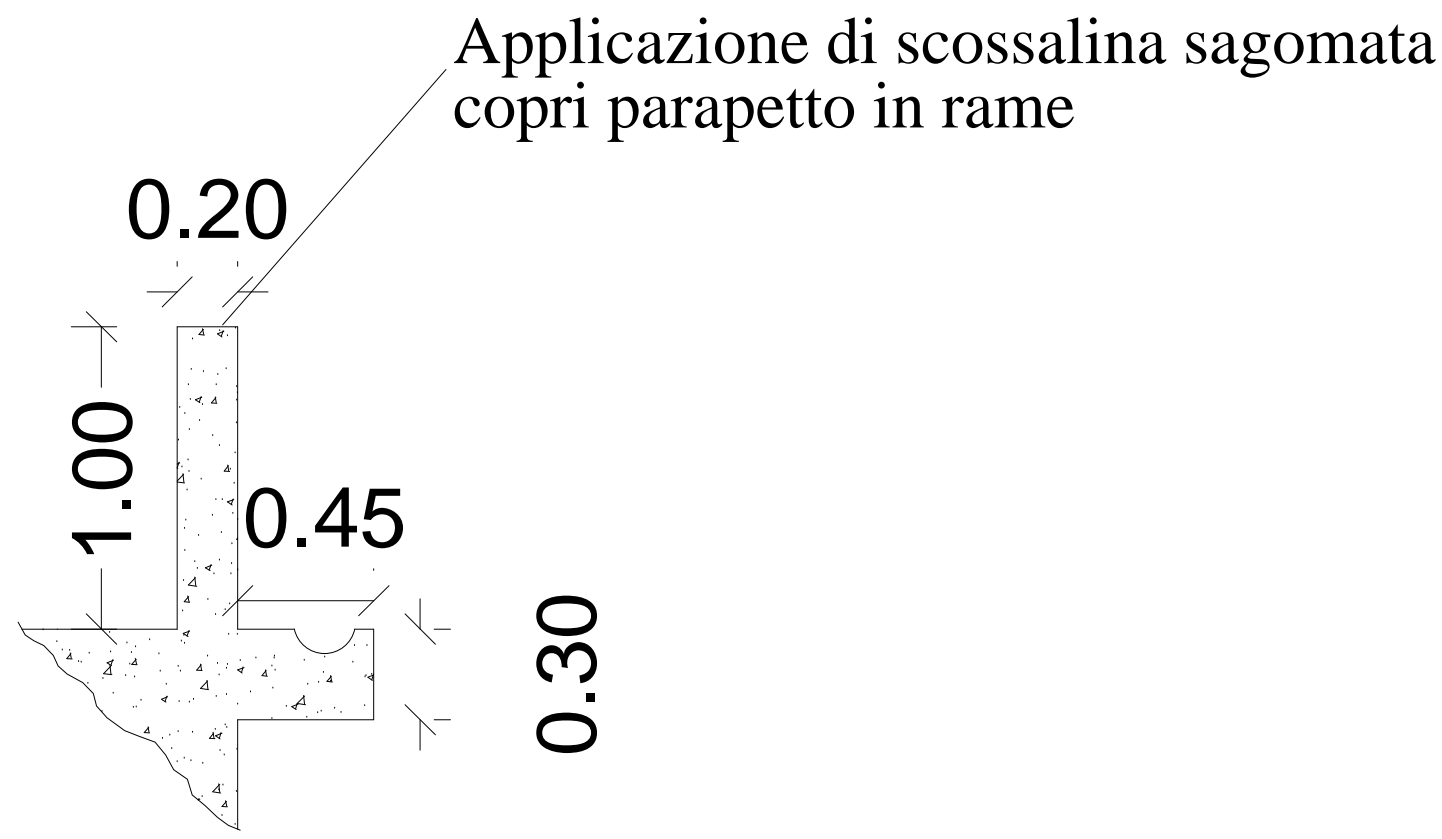 Applicazione di scossalina sagomata
copri parapetto in rame
0.20
1.00
0.45
0.30